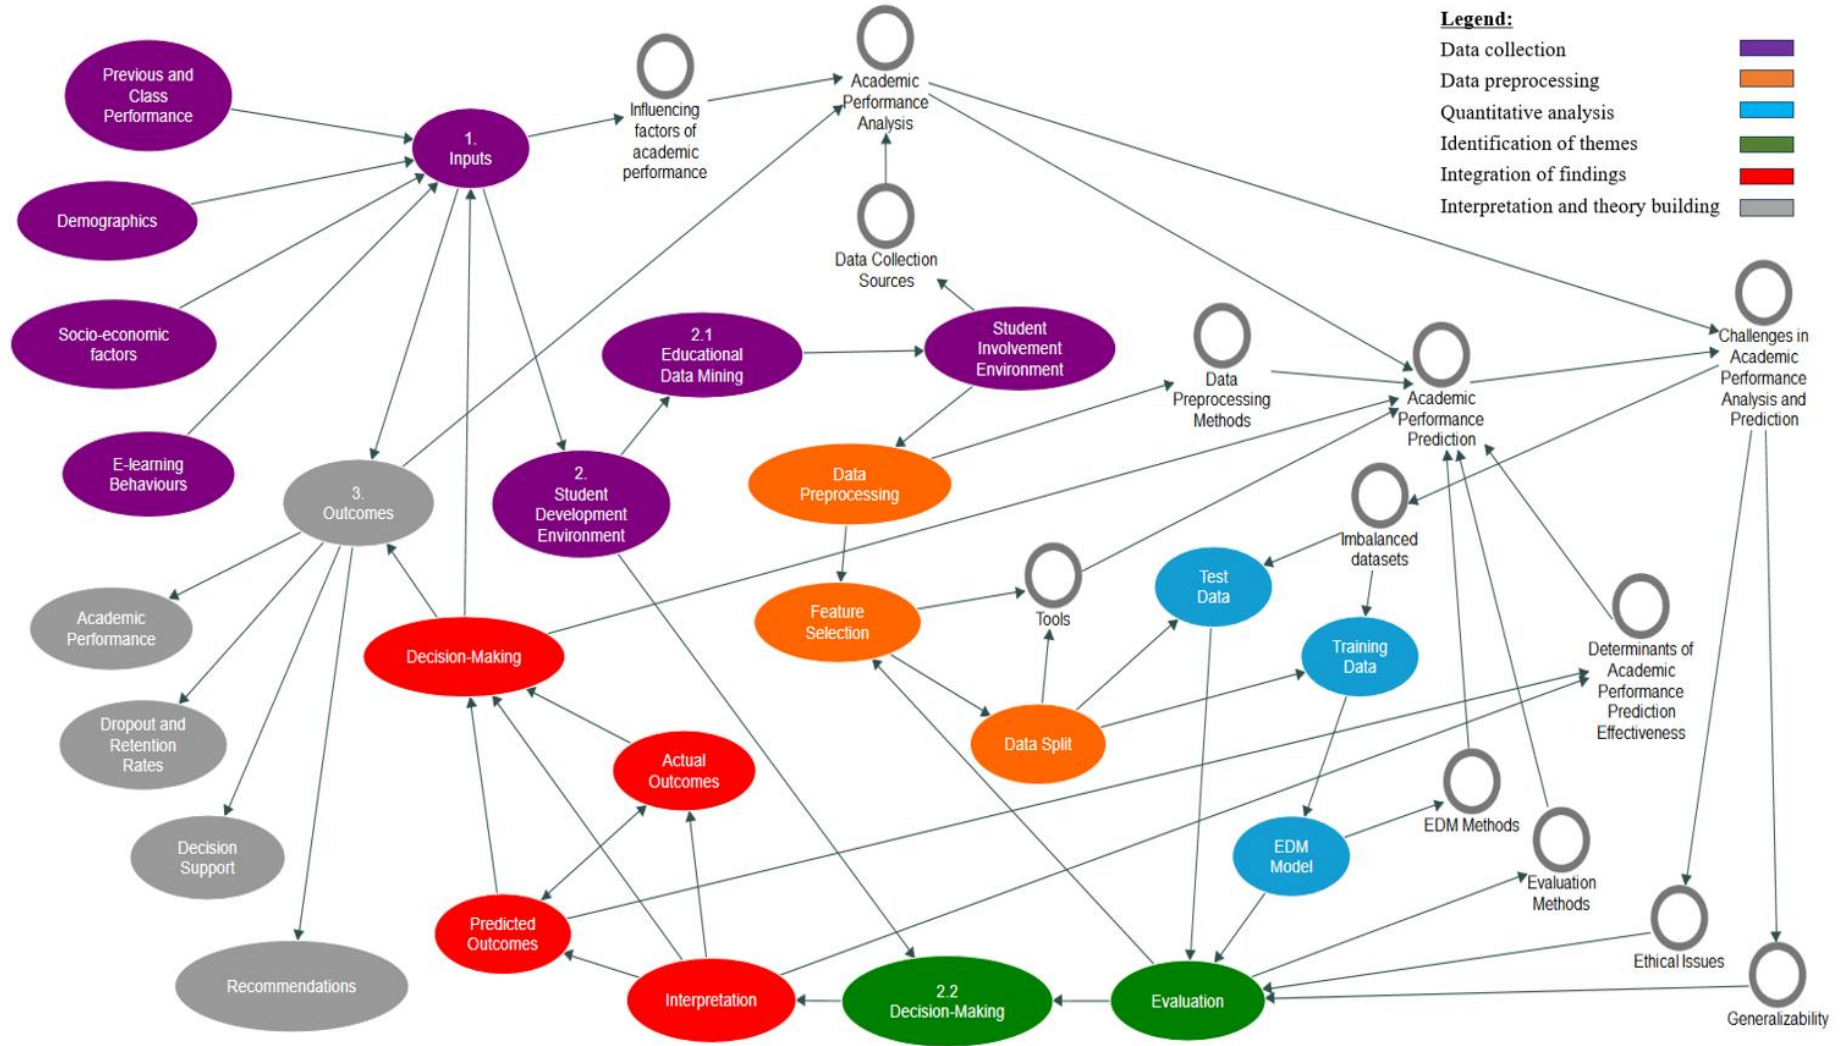 Legend:
Data collection
Data preprocessing
Quantitative analysis
Identification of themes
Integration of findings
Interpretation and theory building
Previous and
Class
Performance
Demographics
Socio-economic
factors
E-learning
Behaviours
1.
Inputs
Influencing
factors of
academic
performance
Academic
Performance
Analysis
Data Collection
Sources
2.1
Educational
Data Mining
Student
Involvement
Environment
Data
Preprocessing
Methods
Academic
Performance
Prediction
Challenges in
Academic
Performance
Analysis and
Prediction
3.
Outcomes
2.
Student
Development
Environment
Data
Preprocessing
Imbalanced
datasets
Feature
Selection
Tools
Test
Data
Training
Data
Determinants of
Academic
Performance
Prediction
Effectiveness
Academic
Performance
Decision-Making
Dropout and
Retention
Rates
Actual
Outcomes
Data Split
EDM Methods
Decision
Support
EDM
Model
Evaluation
Methods
Predicted
Outcomes
Ethical Issues
Recommendations
Interpretation
2.2
Decision-Making
Evaluation
Generalizability